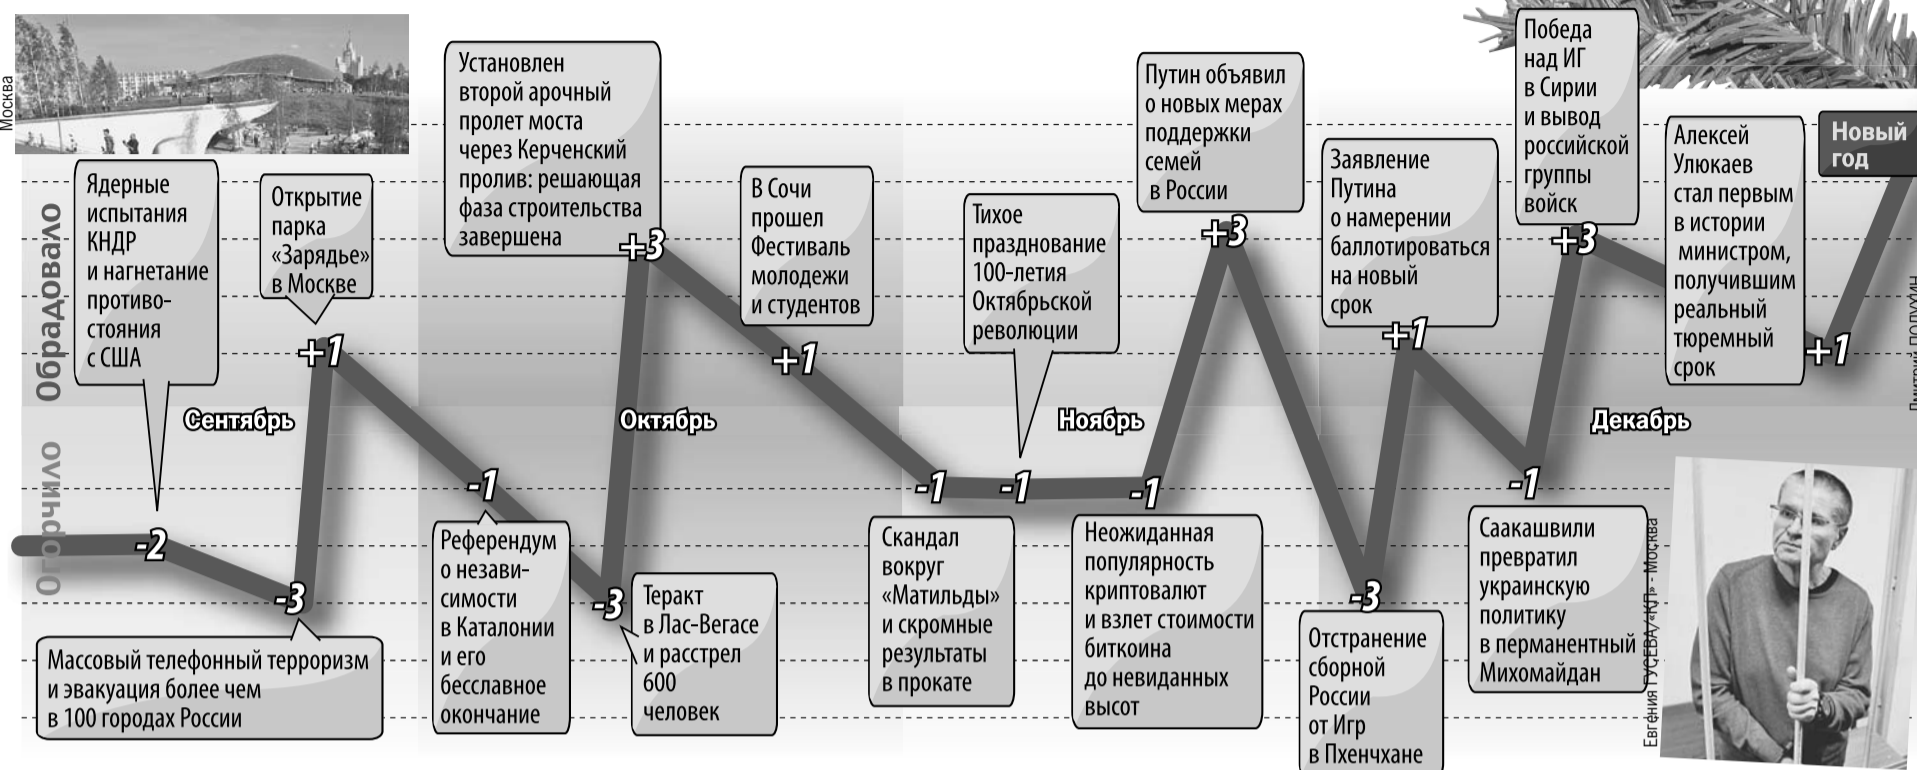 Москва
Ядерные
испытания
КНДР
и нагнетание
противо-
стояния
с США
-2
Массовый телефонный терроризм
и эвакуация более чем
в 100 городах России
-3
Открытие
парка
«Зарядье»
в Москве
+1
Референдум
о незави-
симости
в Каталонии
и его
бесславное
окончание
-1
Теракт
в Лас-Вегасе
и расстрел
600
человек
-3
Установлен
второй арочный
пролет моста
через Керченский
пролив: решающая
фаза строительства
завершена
+3
В Сочи
прошел
Фестиваль
молодежи
и студентов
+1
Скандал
вокруг
«Матильды»
и скромные
результаты
в прокате
-1
Тихое
празднование
100-летия
Октябрьской
революции
-1
Неожиданная
популярность
криптовалют
и взлет стоимости
биткоина
до невиданных
высот
-1
Путин объявил
о новых мерах
поддержки
семей
в России
+3
Отстранение
сборной
России
от Игр
в Пхенчхане
-3
Заявление
Путина
о намерении
баллотироваться
на новый
срок
+1
Саакашвили
превратил
украинскую
политику
в перманентный
Михомайдан
-1
Победа
над ИГ
в Сирии
и вывод
российской
группы
войск
+3
Алексей
Улюкаев
стал первым
в истории
министром,
получившим
реальный
тюремный
срок
+1
Новый
год
Обрадовало
Огорчило
Сентябрь
Октябрь
Ноябрь
Декабрь
Евгения ГУСЕВА/«КП» - Москва